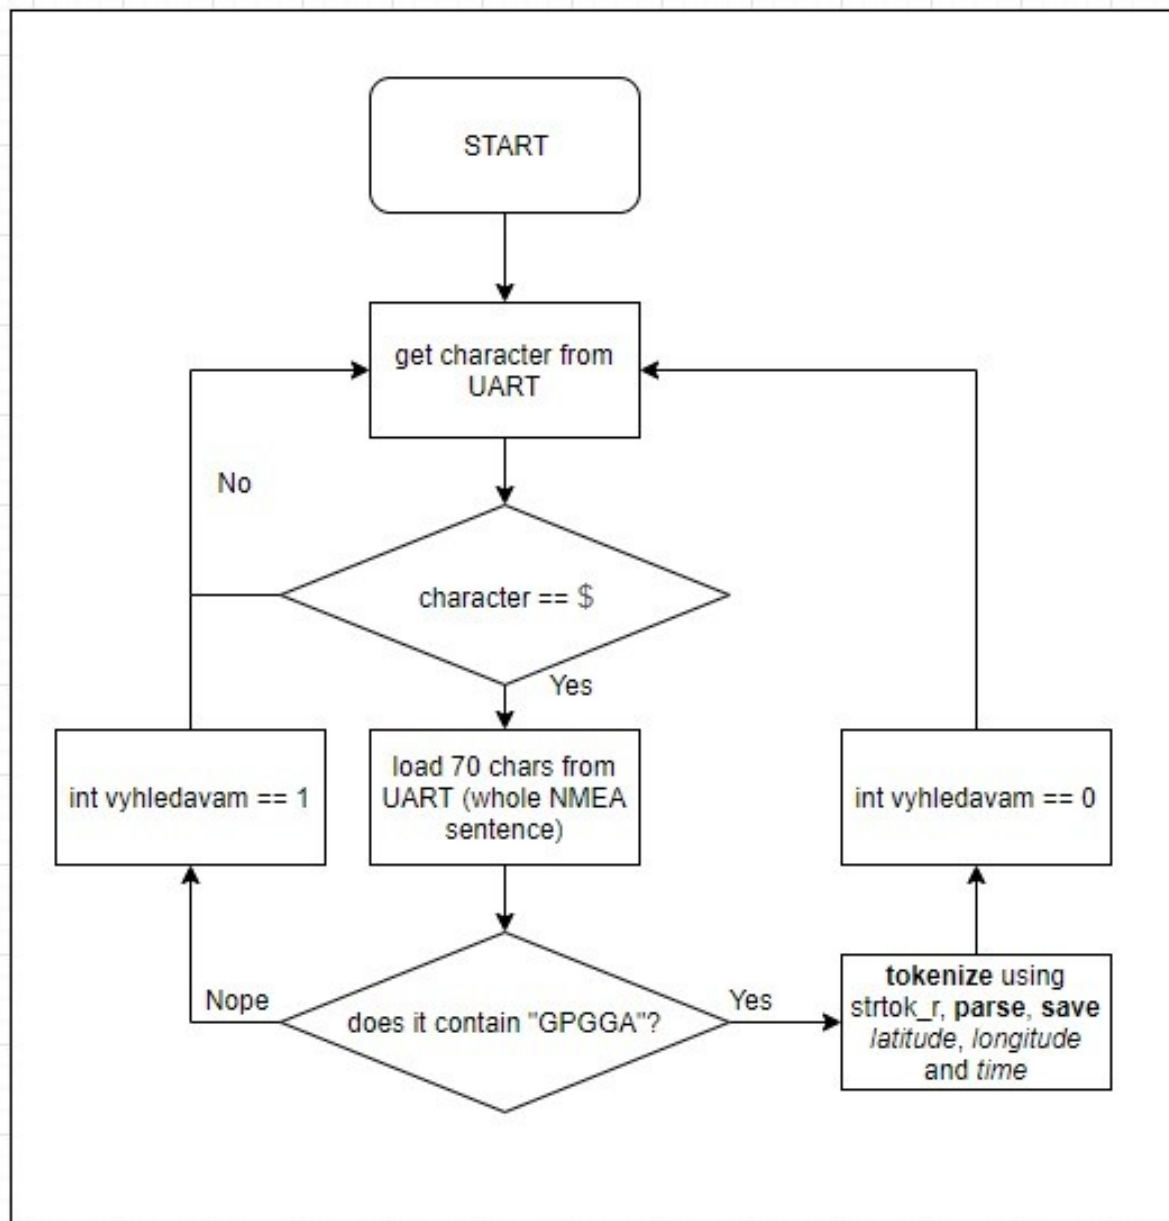 START
get character from
UART
No
character == $
Yes
int vyhledavam == 1
load 70 chars from
UART (whole NMEA
sentence)
int vyhledavam == 0
Nope
does it contain "GPGGA"?
Yes
tokenize using
strtok_r, parse, save
latitude, longitude
and time